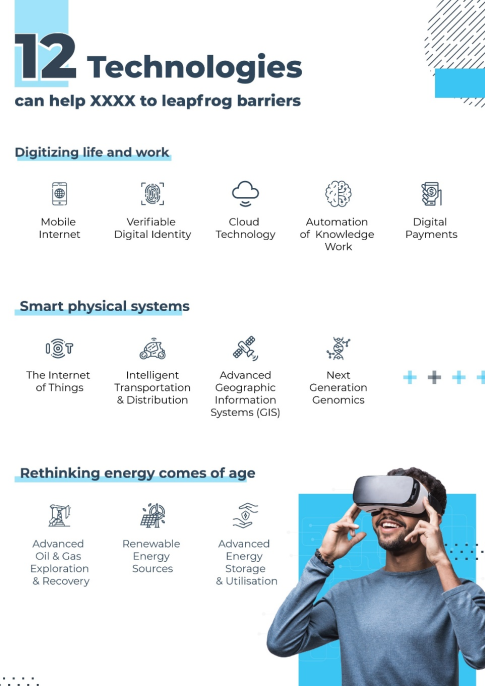 12 Technologies
can help XXXX to leapfrog barriers
Digitizing life and work
Mobile
Internet
Verifiable
Digital Identity
Cloud
Technology
Automation
of Knowledge
Work
Digital
Payments
Smart physical systems
IOT
The Internet
of Things
Intelligent
Transportation
& Distribution
Advanced
Geographic
Information
Systems (GIS)
Next
Generation
Genomics
Rethinking energy comes of age
Advanced
Oil & Gas
Exploration
& Recovery
Renewable
Energy
Sources
Advanced
Energy
Storage
& Utilisation